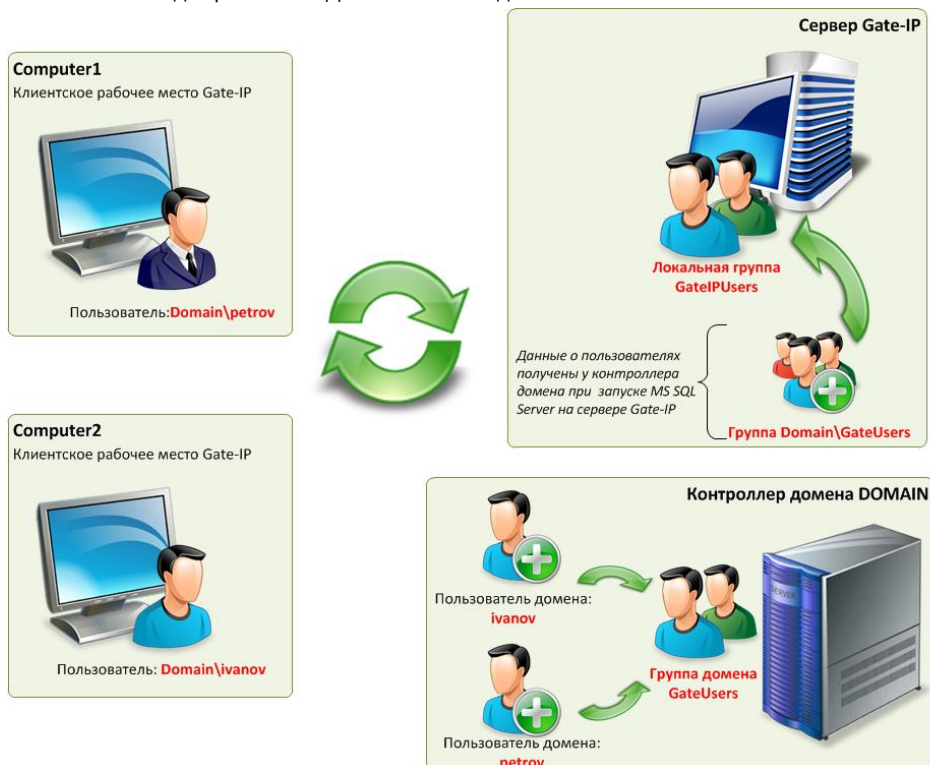 Computer1
Клиентское рабочее место Gate-IP
Пользователь:Domain\petrov
Computer2
Клиентское рабочее место Gate-IP
Пользователь: Domain\ivanov
Сервер Gate-IP
Локальная группа
GateIPUsers
Данные о пользователях
получены у контроллера
домена при запуске MS SQL
Server на сервере Gate-IP
Группа Domain\GateUsers
Контроллер домена DOMAIN
Пользователь домена:
ivanov
SERVER
Группа домена
GateUsers
Пользователь домена:
petrov